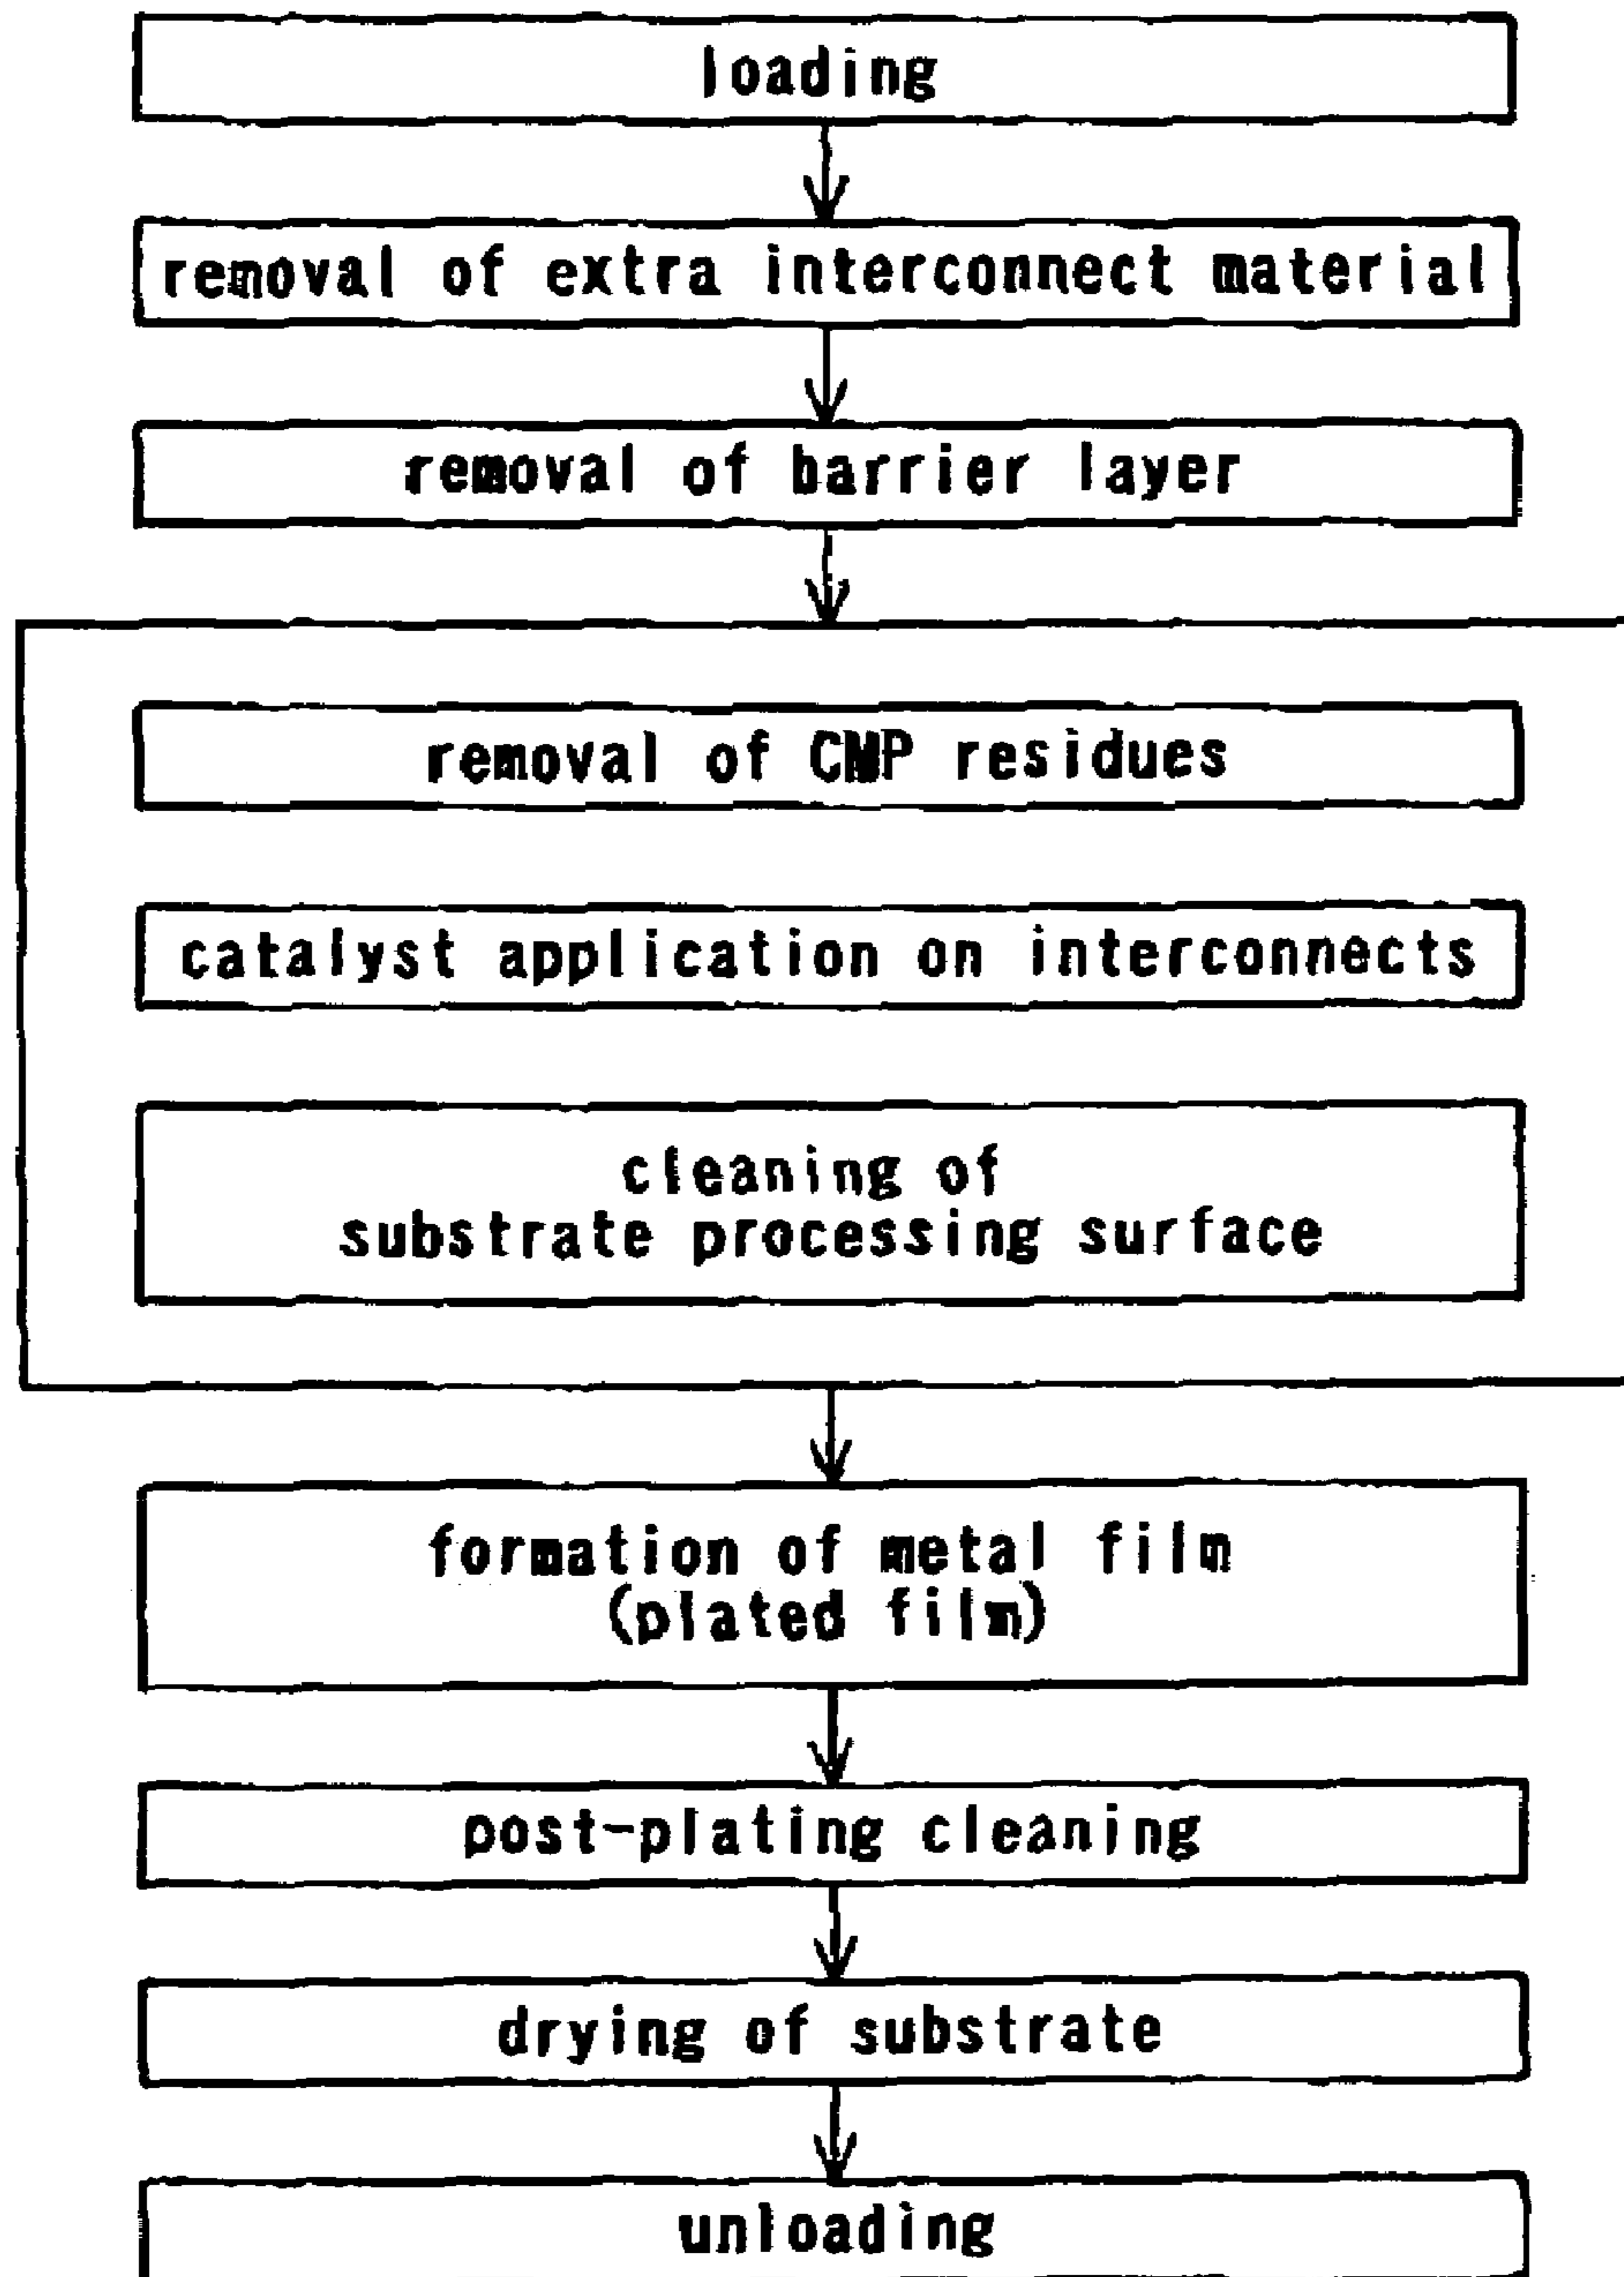 loading
removal of extra interconnect material
removal of barrier layer
removal of CMP residues
catalyst application on interconnects
cleaning of
substrate processing surface
formation of metal film
(plated film)
post-plating cleaning
drying of substrate
unloading